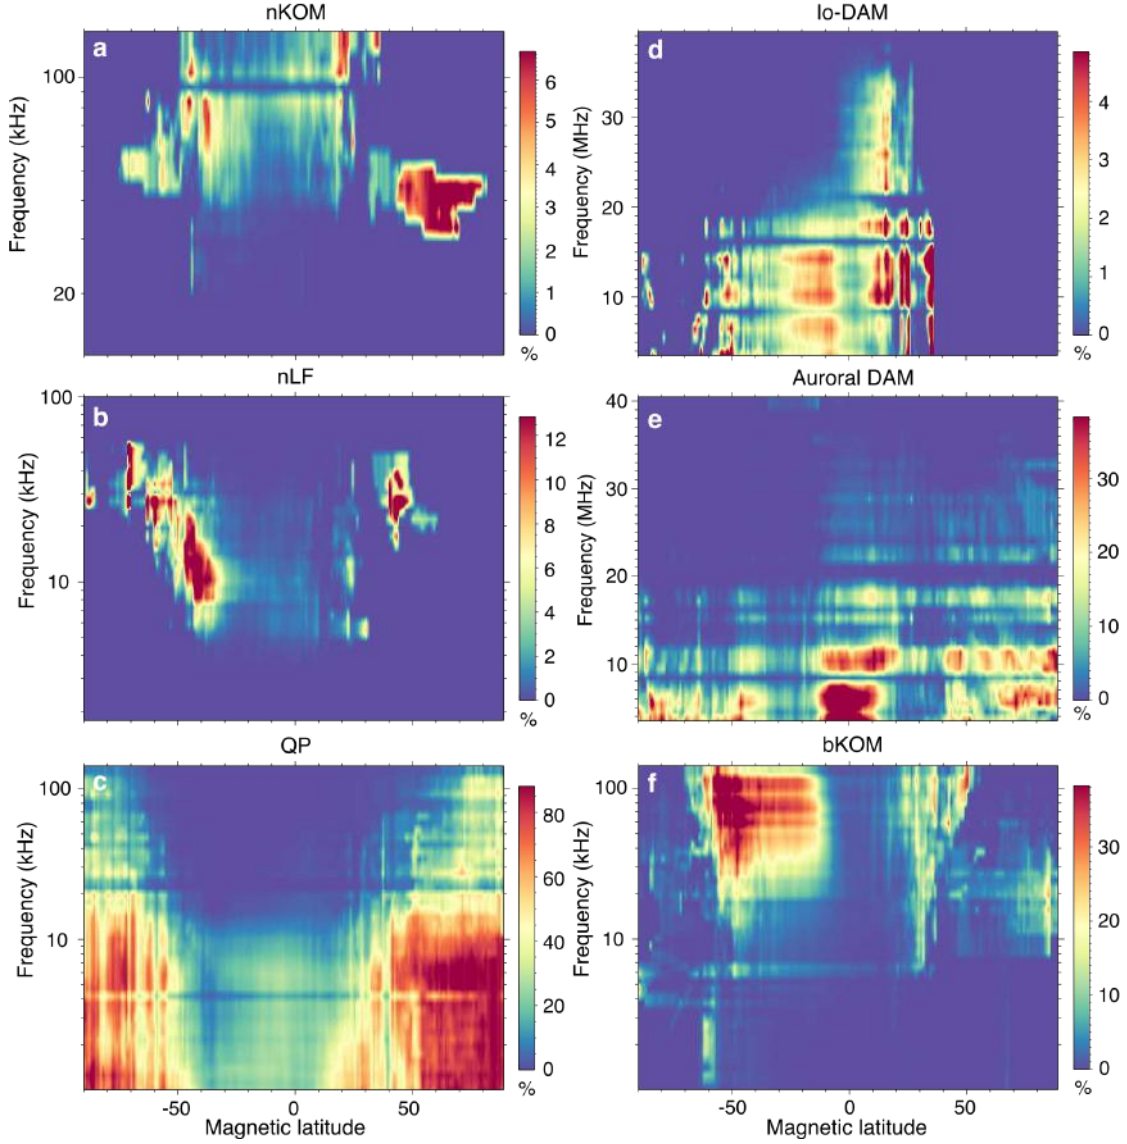 nKOM
a
Frequency (kHz)
100
20
6
5
4
3
2
1
0
%
Io-DAM
d
Frequency (MHz)
30
20
10
4
3
2
1
0
%
nLF
b
Frequency (kHz)
100
10
12
10
8
6
4
2
0
%
Auroral DAM
e
Frequency (MHz)
40
30
20
10
30
20
10
0
%
QP
c
Frequency (kHz)
100
10
80
60
40
20
0
%
-50
0
50
Magnetic latitude
bKOM
f
Frequency (kHz)
100
10
30
20
10
0
%
-50
0
50
Magnetic latitude